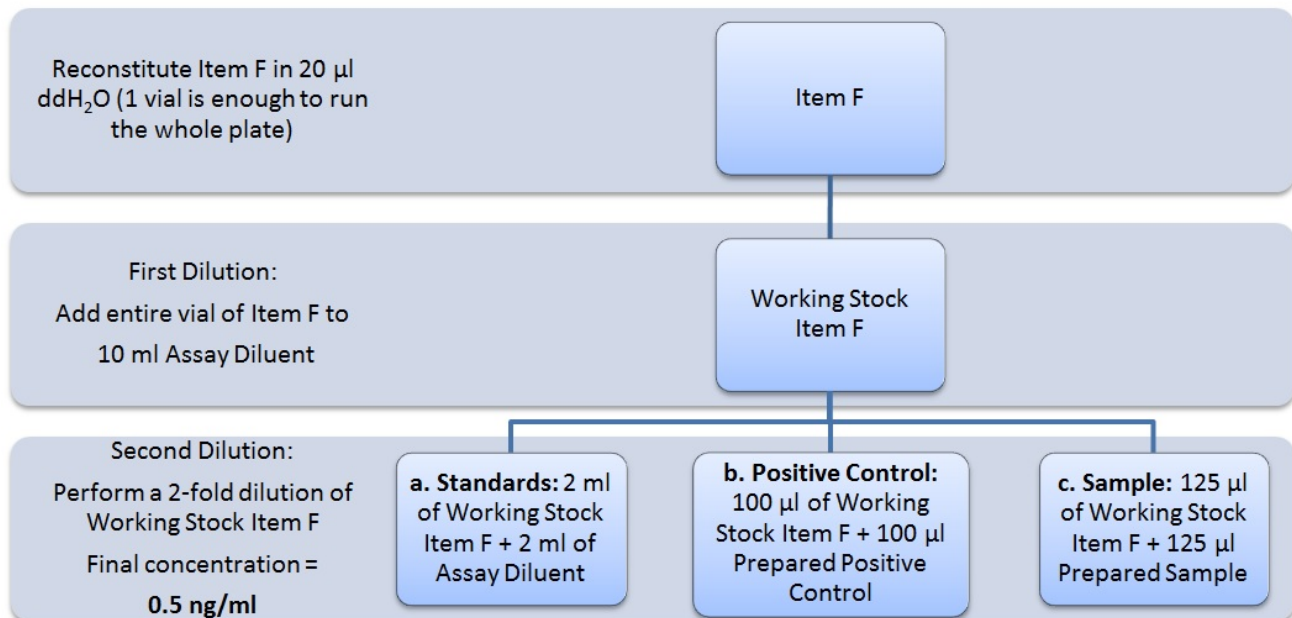 Reconstitute Item F in 20 µl
ddH₂O (1 vial is enough to run
the whole plate)
Item F
First Dilution:
Add entire vial of Item F to
10 ml Assay Diluent
Working Stock
Item F
Second Dilution:
Perform a 2-fold dilution of
Working Stock Item F
Final concentration =
0.5 ng/ml
a. Standards: 2 ml
of Working Stock
Item F + 2 ml of
Assay Diluent
b. Positive Control:
100 µl of Working
Stock Item F + 100 µl
Prepared Positive
Control
c. Sample: 125 µl
of Working Stock
Item F + 125 µl
Prepared Sample